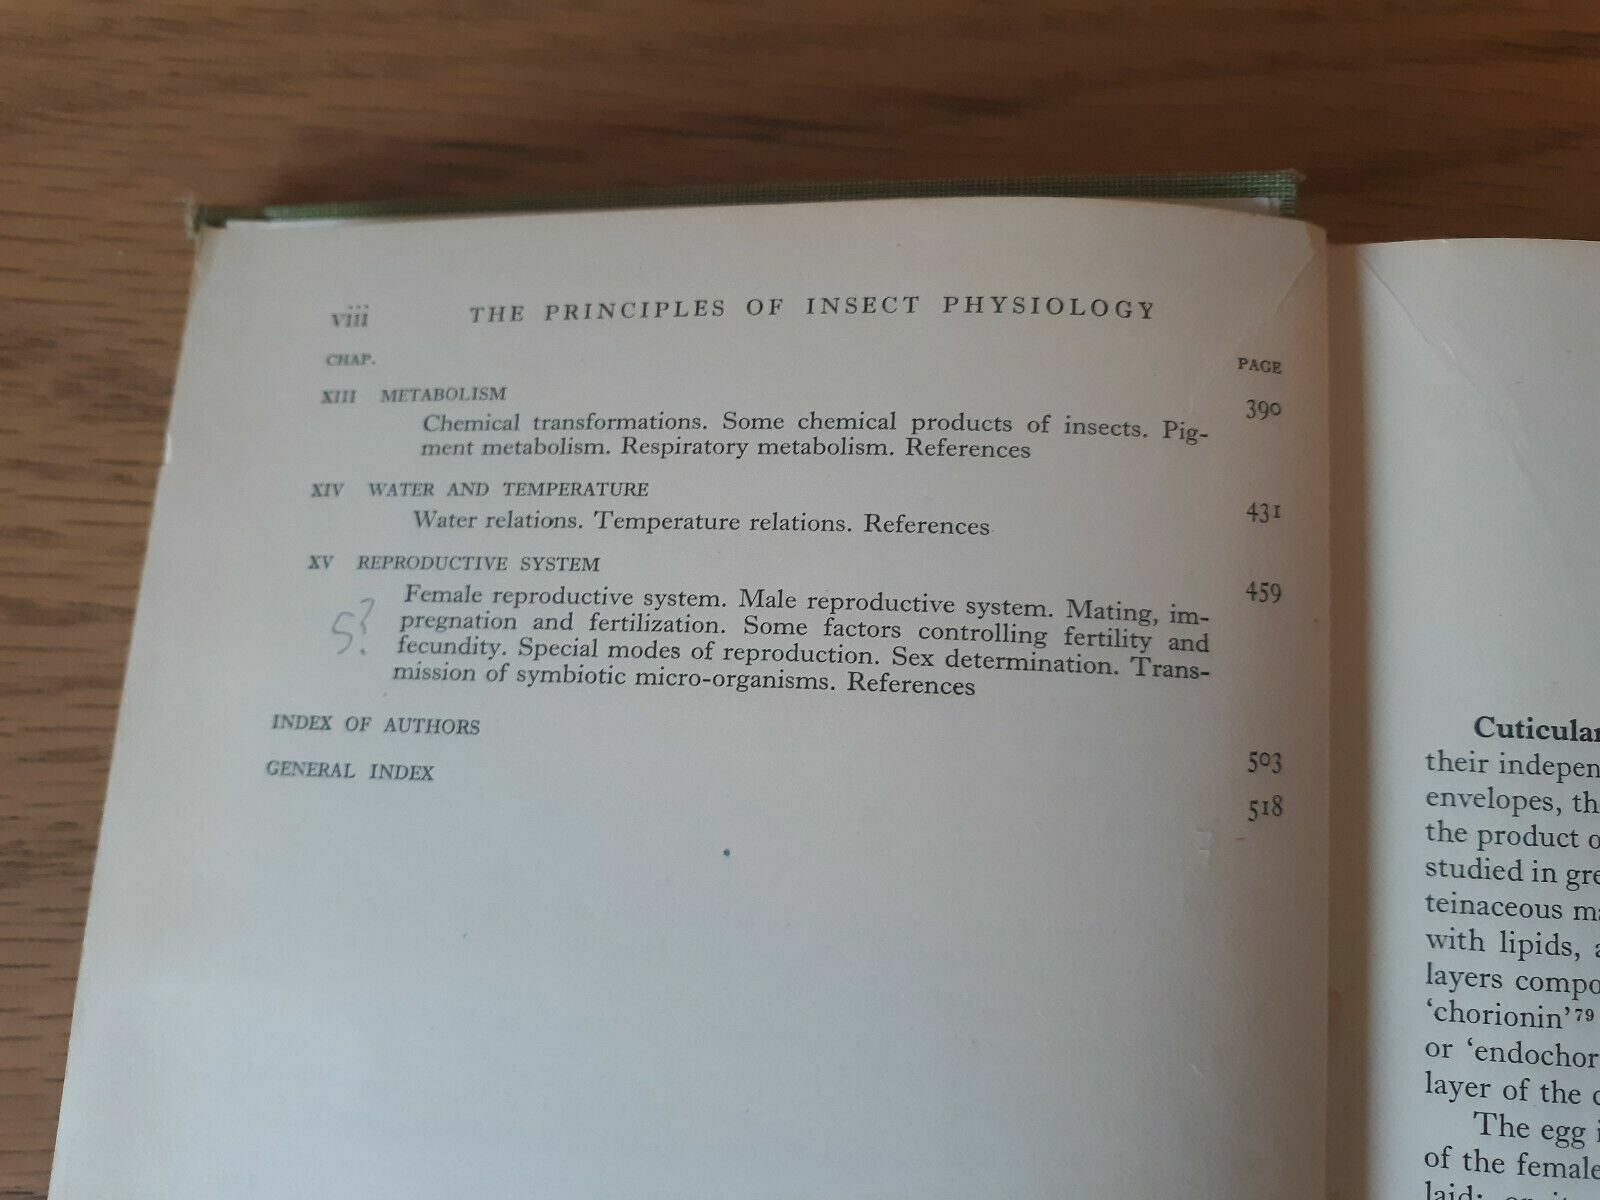 viii THE PRINCIPLES OF INSECT PHYSIOLOGY
CHAP. PAGE
XIII METABOLISM 390
Chemical transformations. Some chemical products of insects. Pig-
ment metabolism. Respiratory metabolism. References
XIV WATER AND TEMPERATURE 431
Water relations. Temperature relations. References
XV REPRODUCTIVE SYSTEM 459
Female reproductive system. Male reproductive system. Mating, im-
pregnation and fertilization. Some factors controlling fertility and
fecundity. Special modes of reproduction. Sex determination. Trans-
mission of symbiotic micro-organisms. References
5?
INDEX OF AUTHORS 503
GENERAL INDEX 518
Cuticular
their indepen
envelopes, th
the product o
studied in gre
teinaceous ma
with lipids, a
layers compo
'chorionin'79
or 'endochor
layer of the c
The egg i
of the female
laid; or it